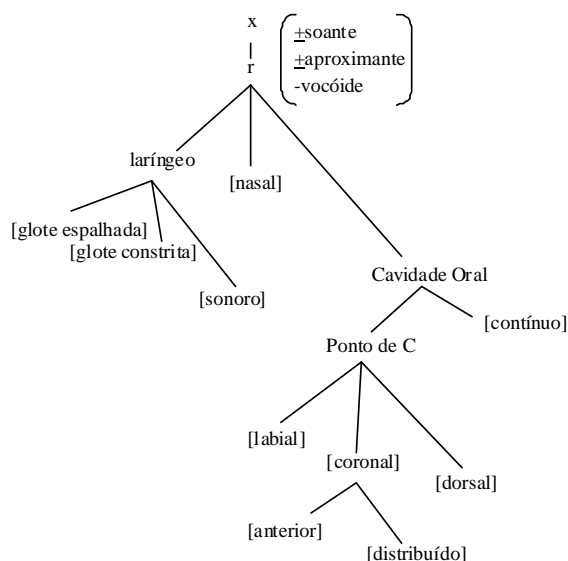 x
r
±soante
±aproximante
-vocóide
laríngeo
[nasal]
[glote espalhada]
[glote constrita]
[sonoro]
Cavidade Oral
[contínuo]
Ponto de C
[labial]
[coronal]
[dorsal]
[anterior]
[distribuído]